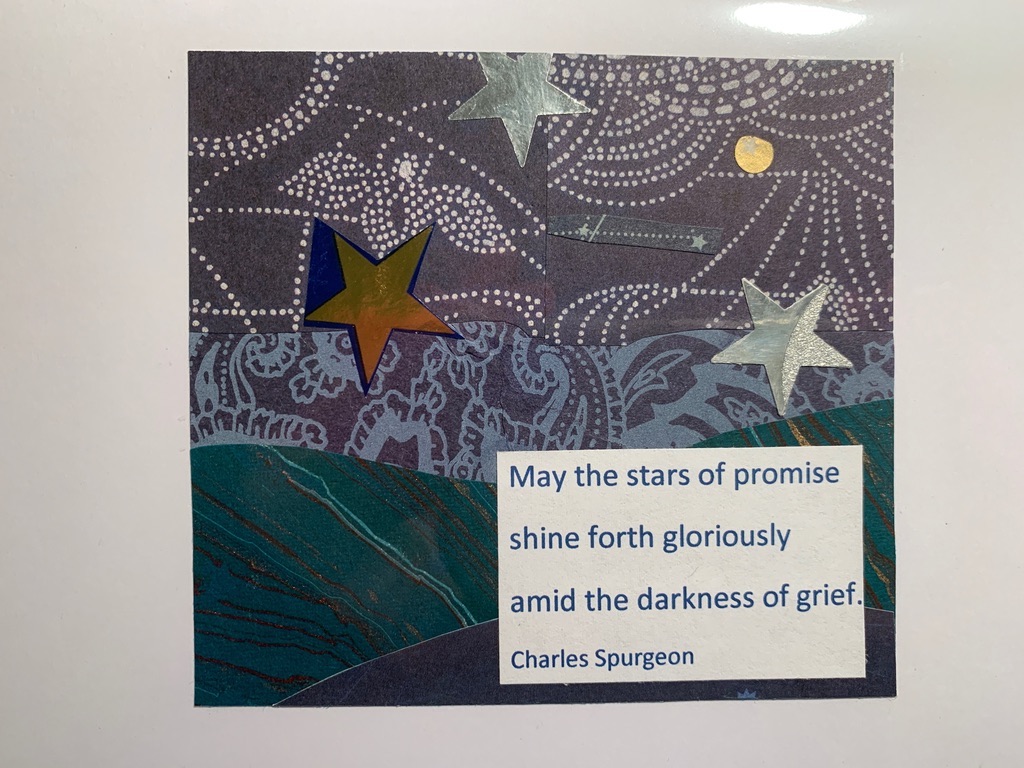 May the stars of promise
shine forth gloriously
amid the darkness of grief.
Charles Spurgeon